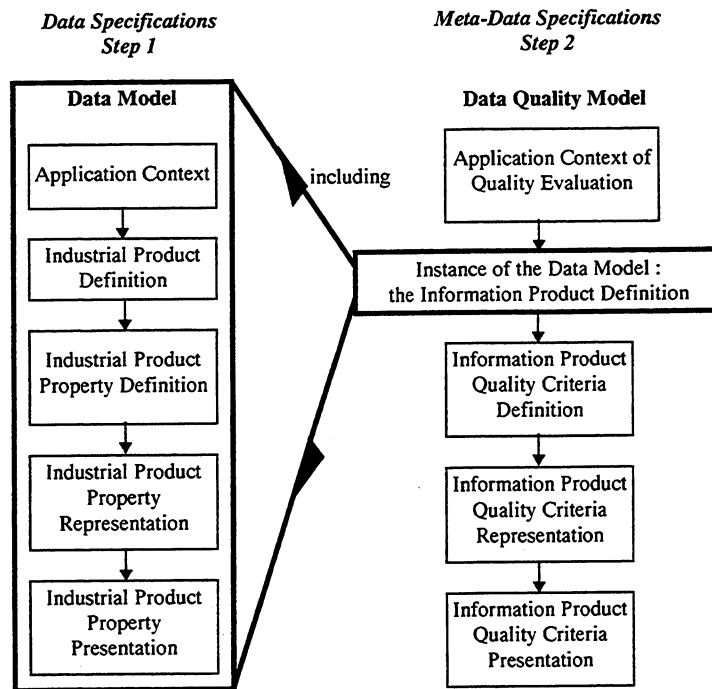 Data Specifications
Step 1
Data Model
Application Context
Industrial Product
Definition
Industrial Product
Property Definition
Industrial Product
Property
Representation
Industrial Product
Property
Presentation
including
Meta-Data Specifications
Step 2
Data Quality Model
Application Context of
Quality Evaluation
Instance of the Data Model :
the Information Product Definition
Information Product
Quality Criteria
Definition
Information Product
Quality Criteria
Representation
Information Product
Quality Criteria
Presentation